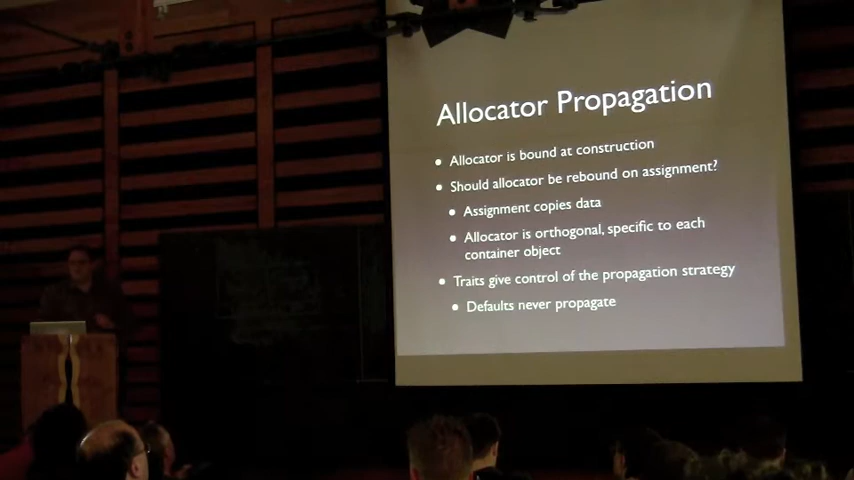 Allocator Propagation
Allocator is bound at construction
Should allocator be rebound on assignment?
Assignment copies data
Allocator is orthogonal, specific to each
container object
Traits give control of the propagation strategy
Defaults never propagate